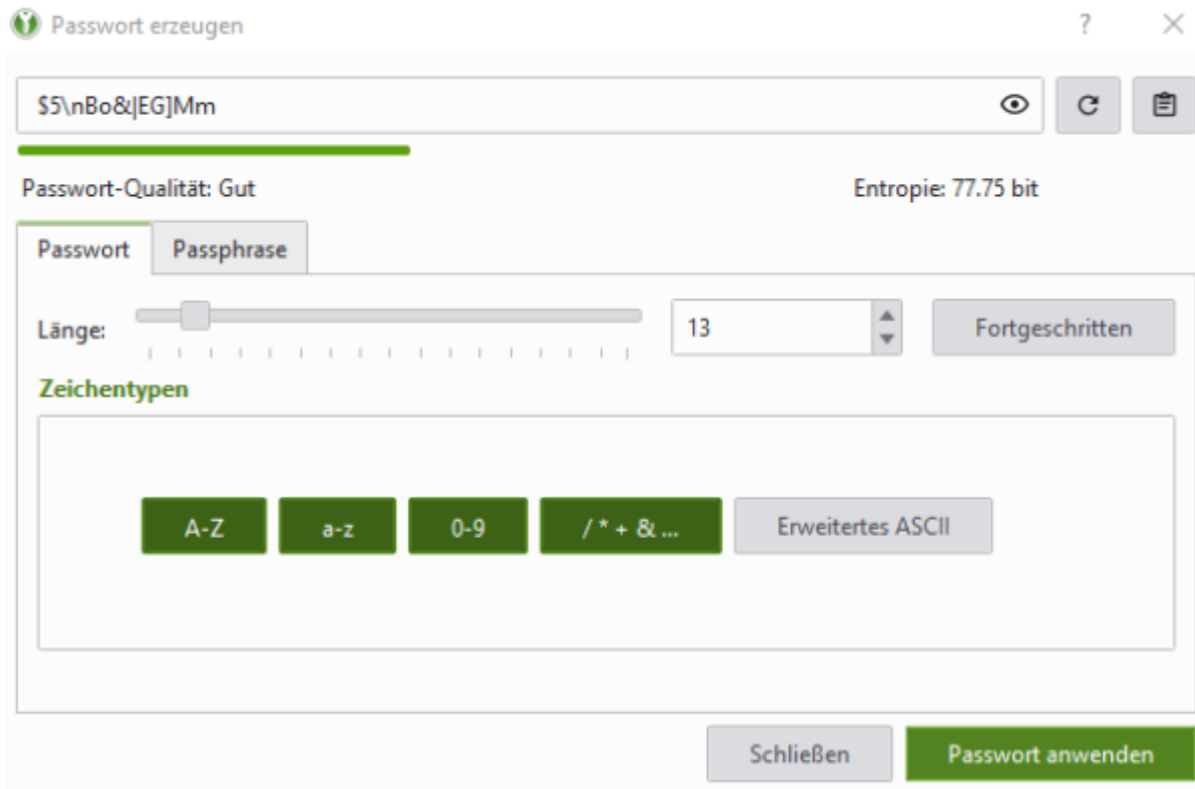 Passwort erzeugen ?
$5\nBo&|EG]Mm
Passwort-Qualität: Gut Entropie: 77.75 bit
Passwort Passphrase
Länge: 13 Fortgeschritten
Zeichentypen
A-Z a-z 0-9 / * + & ... Erweitertes ASCII
Schließen Passwort anwenden